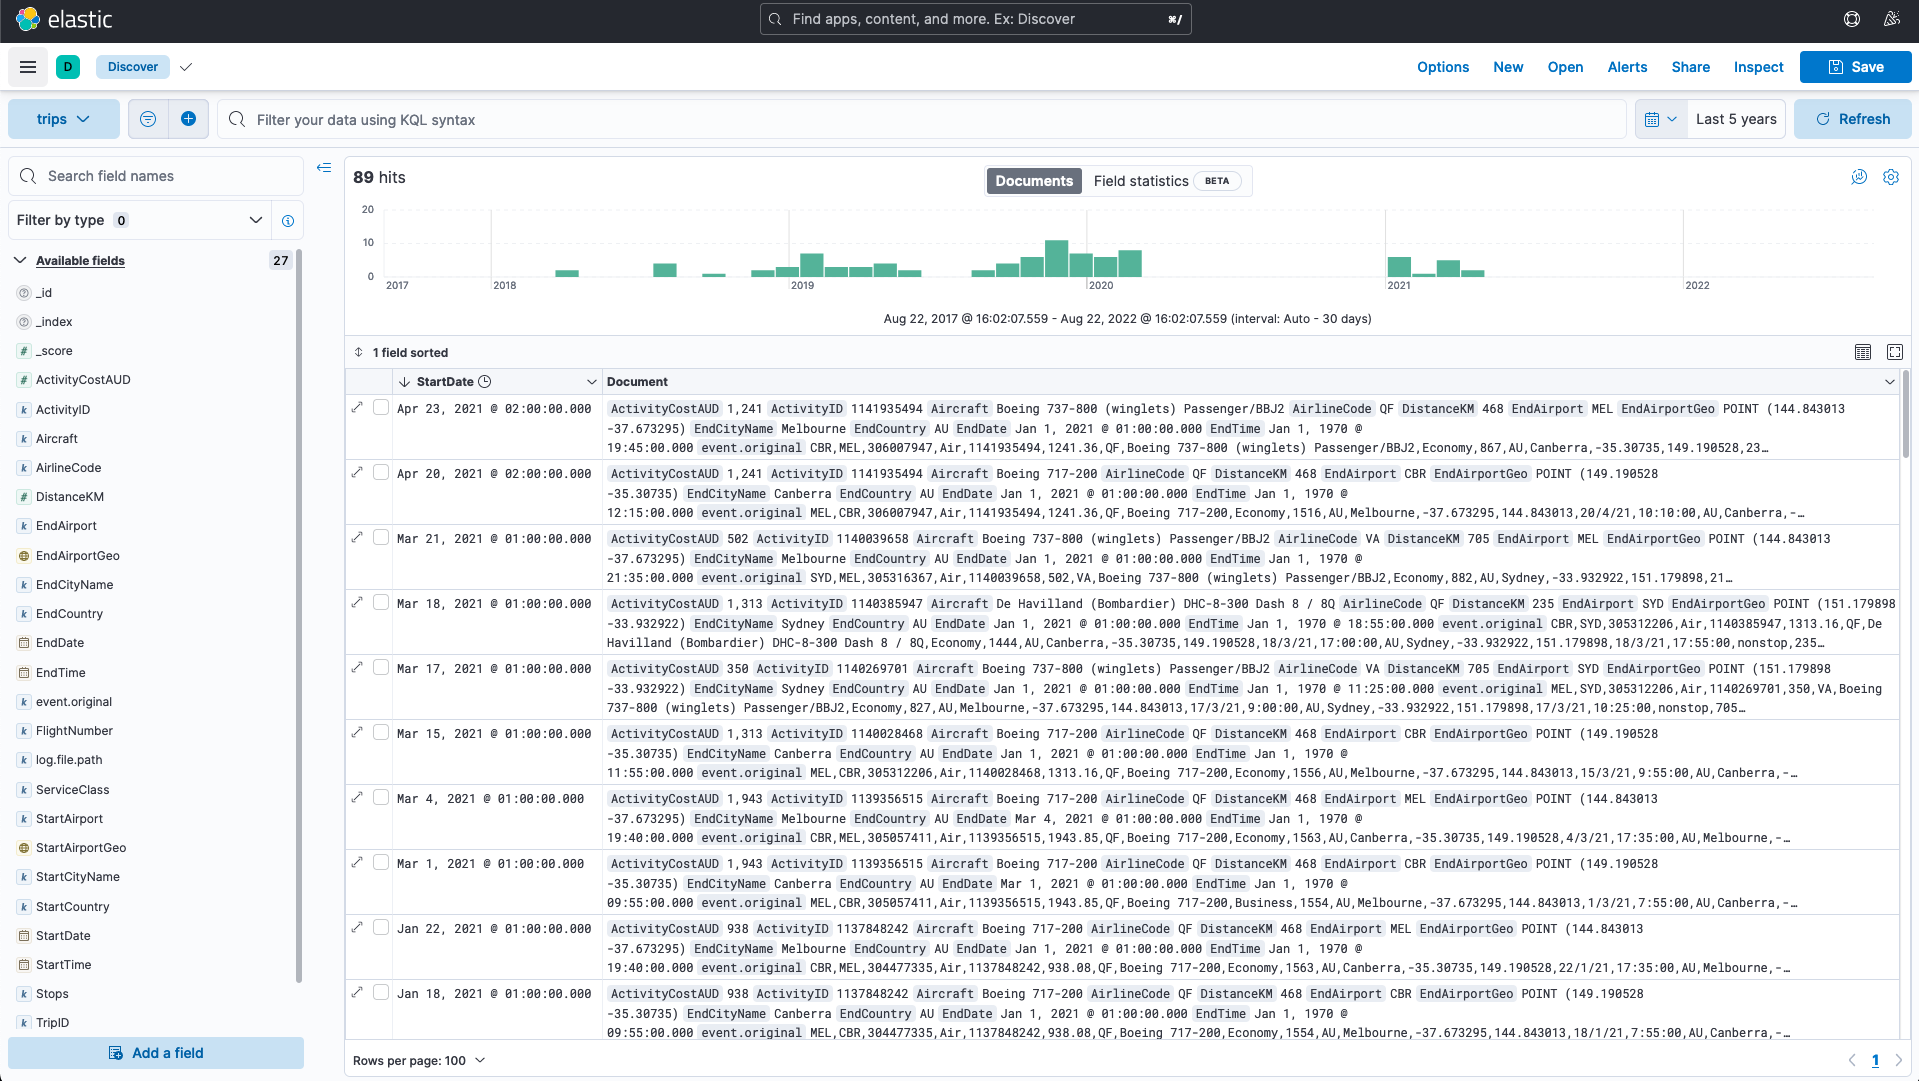 elastic
Find apps, content, and more. Ex: Discover
⌘/
D
Discover
Options
New
Open
Alerts
Share
Inspect
Save
trips
Filter your data using KQL syntax
Last 5 years
Refresh
Search field names
Filter by type 0
Available fields 27
_id
_index
_score
ActivityCostAUD
ActivityID
Aircraft
AirlineCode
DistanceKM
EndAirport
EndAirportGeo
EndCityName
EndCountry
EndDate
EndTime
event.original
FlightNumber
log.file.path
ServiceClass
StartAirport
StartAirportGeo
StartCityName
StartCountry
StartDate
StartTime
Stops
TripID
Add a field
89 hits
Documents
Field statistics BETA
20
10
0
2017
2018
2019
2020
2021
2022
Aug 22, 2017 @ 16:02:07.559 - Aug 22, 2022 @ 16:02:07.559 (interval: Auto - 30 days)
1 field sorted
StartDate
Document
Apr 23, 2021 @ 02:00:00.000
ActivityCostAUD 1,241 ActivityID 1141935494 Aircraft Boeing 737-800 (winglets) Passenger/BBJ2 AirlineCode QF DistanceKM 468 EndAirport MEL EndAirportGeo POINT (144.843013
-37.673295) EndCityName Melbourne EndCountry AU EndDate Jan 1, 2021 @ 01:00:00.000 EndTime Jan 1, 1970 @
19:45:00.000 event.original CBR,MEL,306007947,Air,1141935494,1241.36,QF,Boeing 737-800 (winglets) Passenger/BBJ2,Economy,867,AU,Canberra,-35.30735,149.190528,23…
Apr 20, 2021 @ 02:00:00.000
ActivityCostAUD 1,241 ActivityID 1141935494 Aircraft Boeing 717-200 AirlineCode QF DistanceKM 468 EndAirport CBR EndAirportGeo POINT (149.190528
-35.30735) EndCityName Canberra EndCountry AU EndDate Jan 1, 2021 @ 01:00:00.000 EndTime Jan 1, 1970 @
12:15:00.000 event.original MEL,CBR,306007947,Air,1141935494,1241.36,QF,Boeing 717-200,Economy,1516,AU,Melbourne,-37.673295,144.843013,20/4/21,10:10:00,AU,Canberra,-…
Mar 21, 2021 @ 01:00:00.000
ActivityCostAUD 502 ActivityID 1140039658 Aircraft Boeing 737-800 (winglets) Passenger/BBJ2 AirlineCode VA DistanceKM 705 EndAirport MEL EndAirportGeo POINT (144.843013
-37.673295) EndCityName Melbourne EndCountry AU EndDate Jan 1, 2021 @ 01:00:00.000 EndTime Jan 1, 1970 @
21:35:00.000 event.original SYD,MEL,305316367,Air,1140039658,502,VA,Boeing 737-800 (winglets) Passenger/BBJ2,Economy,882,AU,Sydney,-33.932922,151.179898,21…
Mar 18, 2021 @ 01:00:00.000
ActivityCostAUD 1,313 ActivityID 1140385947 Aircraft De Havilland (Bombardier) DHC-8-300 Dash 8 / 8Q AirlineCode QF DistanceKM 235 EndAirport SYD EndAirportGeo POINT (151.179898
-33.932922) EndCityName Sydney EndCountry AU EndDate Jan 1, 2021 @ 01:00:00.000 EndTime Jan 1, 1970 @ 18:55:00.000 event.original CBR,SYD,305312206,Air,1140385947,1313.16,QF,De
Havilland (Bombardier) DHC-8-300 Dash 8 / 8Q,Economy,1444,AU,Canberra,-35.30735,149.190528,18/3/21,17:00:00,AU,Sydney,-33.932922,151.179898,18/3/21,17:55:00,nonstop,235…
Mar 17, 2021 @ 01:00:00.000
ActivityCostAUD 350 ActivityID 1140269701 Aircraft Boeing 737-800 (winglets) Passenger/BBJ2 AirlineCode VA DistanceKM 705 EndAirport SYD EndAirportGeo POINT (151.179898
-33.932922) EndCityName Sydney EndCountry AU EndDate Jan 1, 2021 @ 01:00:00.000 EndTime Jan 1, 1970 @ 11:25:00.000 event.original MEL,SYD,305312206,Air,1140269701,350,VA,Boeing
737-800 (winglets) Passenger/BBJ2,Economy,827,AU,Melbourne,-37.673295,144.843013,17/3/21,9:00:00,AU,Sydney,-33.932922,151.179898,17/3/21,10:25:00,nonstop,705…
Mar 15, 2021 @ 01:00:00.000
ActivityCostAUD 1,313 ActivityID 1140028468 Aircraft Boeing 717-200 AirlineCode QF DistanceKM 468 EndAirport CBR EndAirportGeo POINT (149.190528
-35.30735) EndCityName Canberra EndCountry AU EndDate Jan 1, 2021 @ 01:00:00.000 EndTime Jan 1, 1970 @
11:55:00.000 event.original MEL,CBR,305312206,Air,1140028468,1313.16,QF,Boeing 717-200,Economy,1556,AU,Melbourne,-37.673295,144.843013,15/3/21,9:55:00,AU,Canberra,-…
Mar 4, 2021 @ 01:00:00.000
ActivityCostAUD 1,943 ActivityID 1139356515 Aircraft Boeing 717-200 AirlineCode QF DistanceKM 468 EndAirport MEL EndAirportGeo POINT (144.843013
-37.673295) EndCityName Melbourne EndCountry AU EndDate Mar 4, 2021 @ 01:00:00.000 EndTime Jan 1, 1970 @
19:40:00.000 event.original CBR,MEL,305057411,Air,1139356515,1943.85,QF,Boeing 717-200,Economy,1563,AU,Canberra,-35.30735,149.190528,4/3/21,17:35:00,AU,Melbourne,-…
Mar 1, 2021 @ 01:00:00.000
ActivityCostAUD 1,943 ActivityID 1139356515 Aircraft Boeing 717-200 AirlineCode QF DistanceKM 468 EndAirport CBR EndAirportGeo POINT (149.190528
-35.30735) EndCityName Canberra EndCountry AU EndDate Mar 1, 2021 @ 01:00:00.000 EndTime Jan 1, 1970 @
09:55:00.000 event.original MEL,CBR,305057411,Air,1139356515,1943.85,QF,Boeing 717-200,Business,1554,AU,Melbourne,-37.673295,144.843013,1/3/21,7:55:00,AU,Canberra,-…
Jan 22, 2021 @ 01:00:00.000
ActivityCostAUD 938 ActivityID 1137848242 Aircraft Boeing 717-200 AirlineCode QF DistanceKM 468 EndAirport MEL EndAirportGeo POINT (144.843013
-37.673295) EndCityName Melbourne EndCountry AU EndDate Jan 1, 2021 @ 01:00:00.000 EndTime Jan 1, 1970 @
19:40:00.000 event.original CBR,MEL,304477335,Air,1137848242,938.08,QF,Boeing 717-200,Economy,1563,AU,Canberra,-35.30735,149.190528,22/1/21,17:35:00,AU,Melbourne,-…
Jan 18, 2021 @ 01:00:00.000
ActivityCostAUD 938 ActivityID 1137848242 Aircraft Boeing 717-200 AirlineCode QF DistanceKM 468 EndAirport CBR EndAirportGeo POINT (149.190528
-35.30735) EndCityName Canberra EndCountry AU EndDate Jan 1, 2021 @ 01:00:00.000 EndTime Jan 1, 1970 @
09:55:00.000 event.original MEL,CBR,304477335,Air,1137848242,938.08,QF,Boeing 717-200,Economy,1554,AU,Melbourne,-37.673295,144.843013,18/1/21,7:55:00,AU,Canberra,-…
Rows per page: 100
1